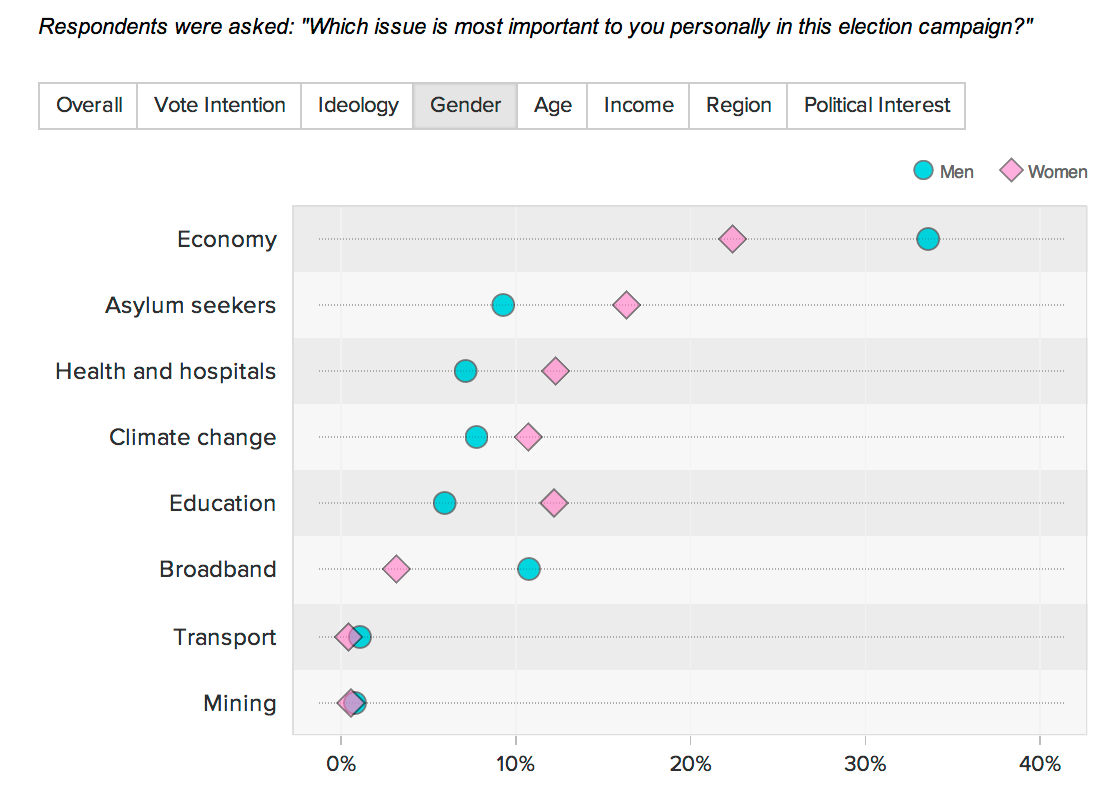 Respondents were asked: "Which issue is most important to you personally in this election campaign?"
Overall Vote Intention Ideology Gender Age Income Region Political Interest
Men Women
Economy
Asylum seekers
Health and hospitals
Climate change
Education
Broadband
Transport
Mining
0% 10% 20% 30% 40%